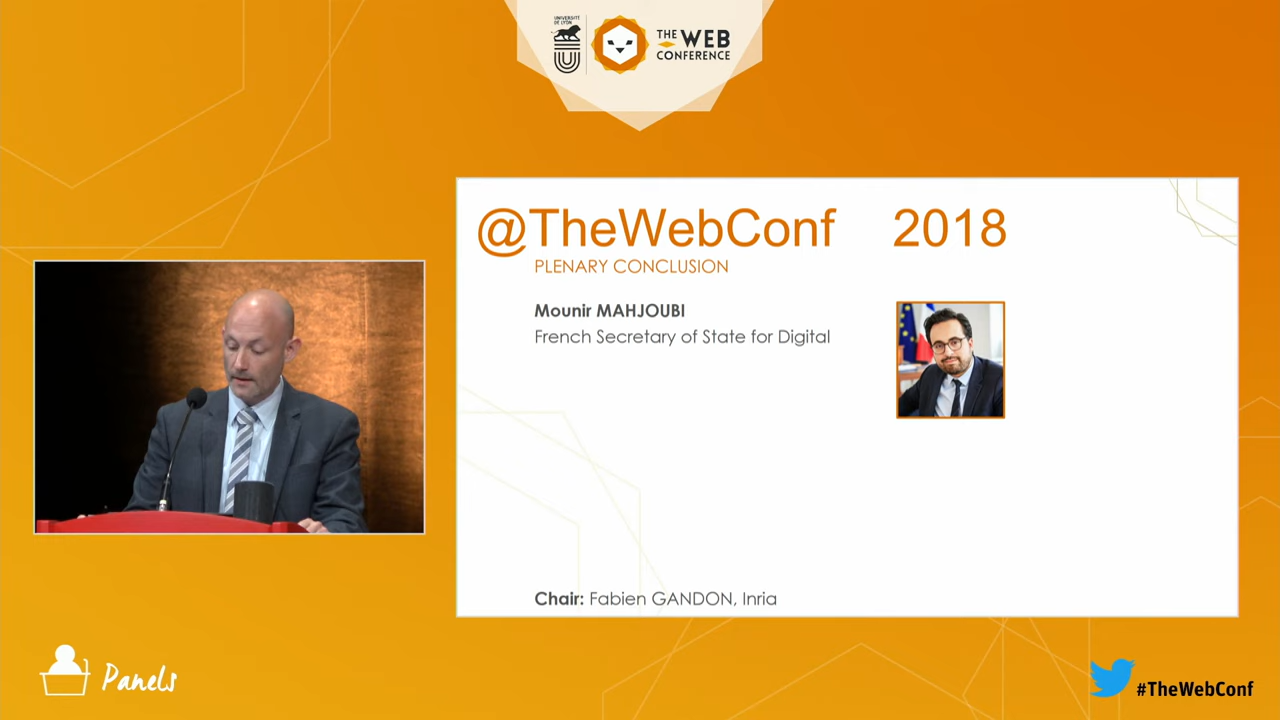 UNIVERSITÉ
DE LYON
THE WEB
CONFERENCE
@TheWebConf 2018
PLENARY CONCLUSION
Mounir MAHJOUBI
French Secretary of State for Digital
Chair: Fabien GANDON, Inria
Panels
#TheWebConf